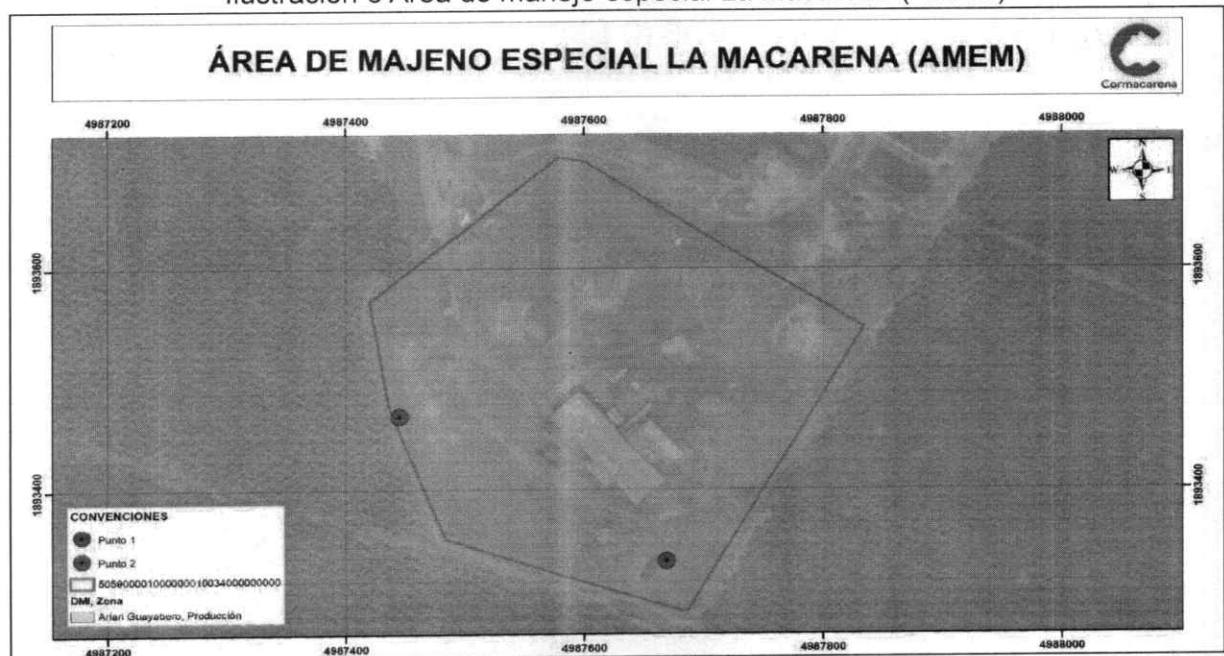 ÁREA DE MAJENO ESPECIAL LA MACARENA (AMEM)
Cormacarena
4987200 4987400 4987600 4987800 4988000
N
W E
S
1893600 1893600
1893400 1893400
CONVENCIONES
Punto 1
Punto 2
DMI, Zona
Ariari Guayabero, Producción
4987200 4987400 4987600 4987800 4988000